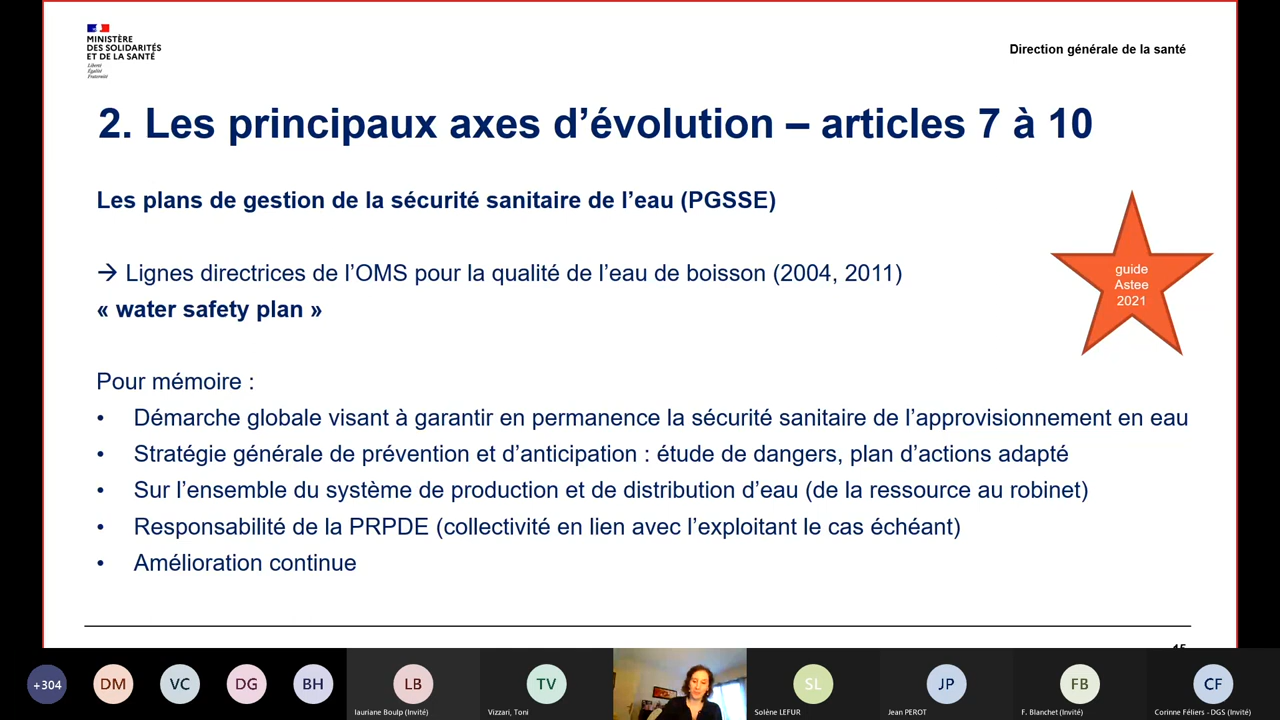 MINISTÈRE
DES SOLIDARITÉS
ET DE LA SANTÉ
Liberté
Égalité
Fraternité
Direction générale de la santé
2. Les principaux axes d’évolution – articles 7 à 10
Les plans de gestion de la sécurité sanitaire de l’eau (PGSSE)
→ Lignes directrices de l’OMS pour la qualité de l’eau de boisson (2004, 2011)
« water safety plan »
guide
Astee
2021
Pour mémoire :
• Démarche globale visant à garantir en permanence la sécurité sanitaire de l’approvisionnement en eau
• Stratégie générale de prévention et d’anticipation : étude de dangers, plan d’actions adapté
• Sur l’ensemble du système de production et de distribution d’eau (de la ressource au robinet)
• Responsabilité de la PRPDE (collectivité en lien avec l’exploitant le cas échéant)
• Amélioration continue
+304
DM
VC
DG
BH
LB
TV
SL
JP
FB
CF
lauriane Boulp (Invité)
Vizzari, Toni
Solène LEFUR
Jean PEROT
F. Blanchet (Invité)
Corinne Féliers - DGS (Invité)